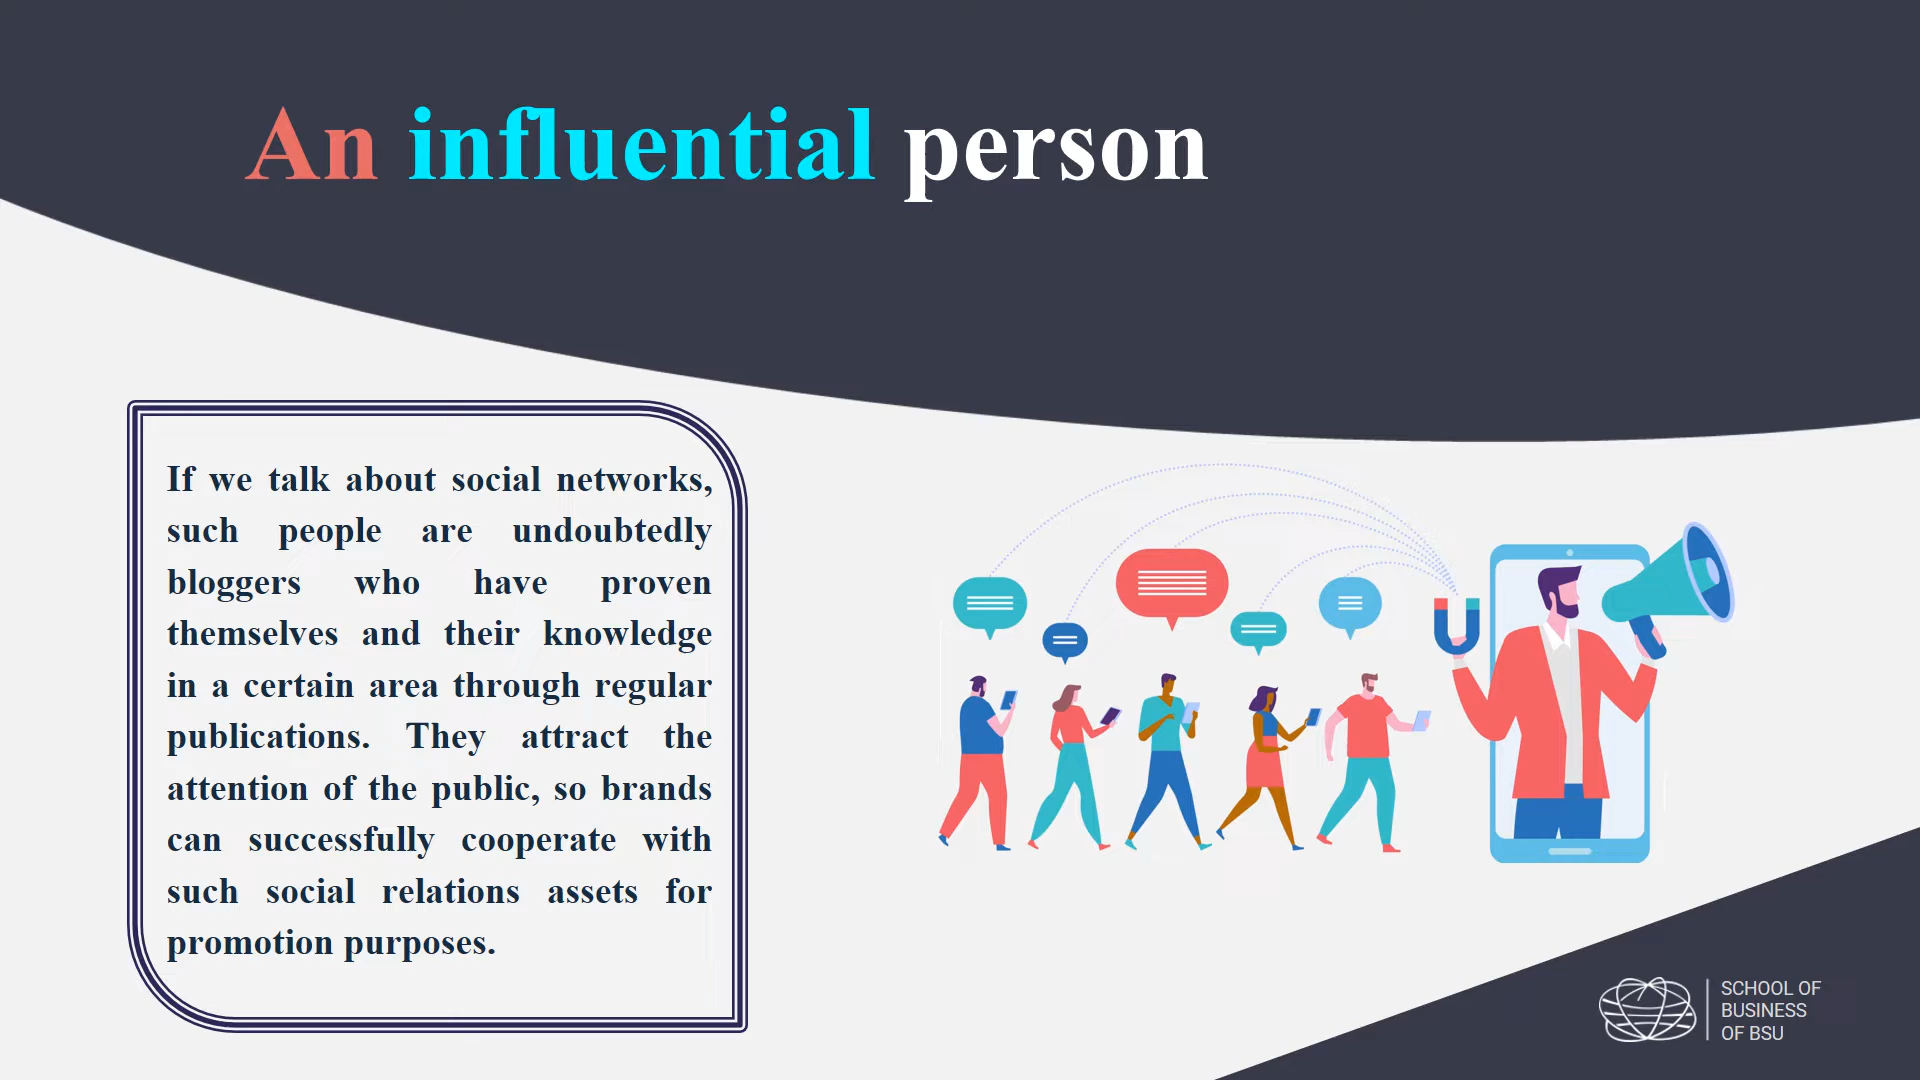 An influential person
If we talk about social networks,
such people are undoubtedly
bloggers who have proven
themselves and their knowledge
in a certain area through regular
publications. They attract the
attention of the public, so brands
can successfully cooperate with
such social relations assets for
promotion purposes.
SCHOOL OF
BUSINESS
OF BSU